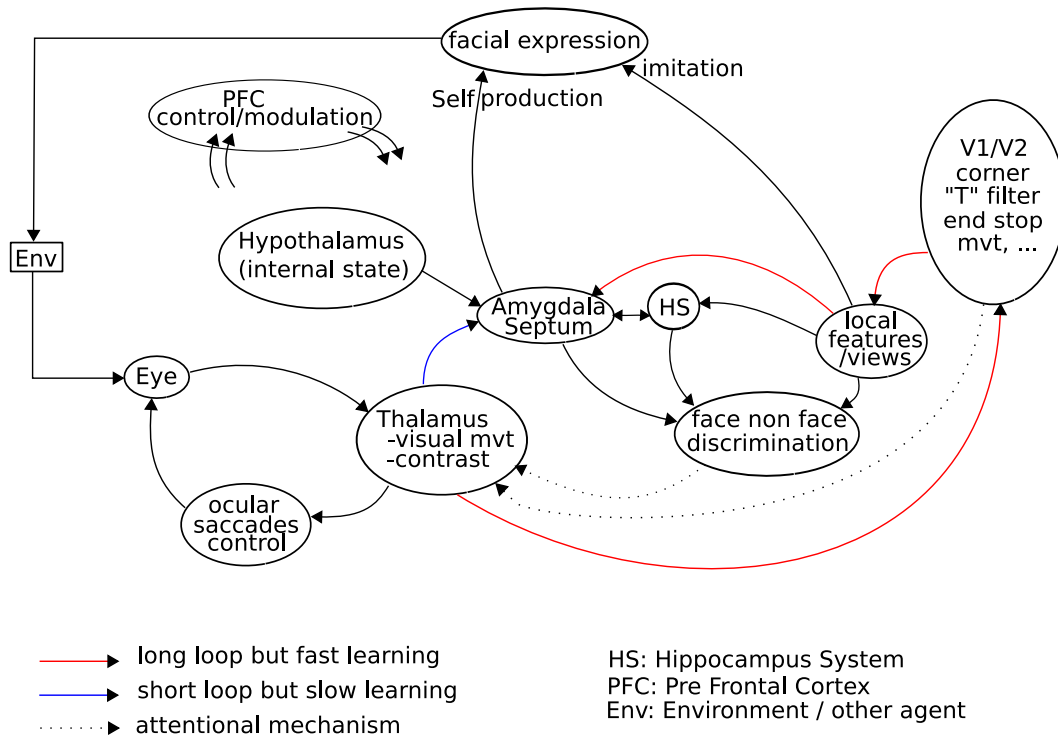 facial expression
imitation
Self production
PFC
control/modulation
V1/V2
corner
"T" filter
end stop
mvt, ...
Hypothalamus
(internal state)
Env
Amygdala
Septum
HS
local
features
/views
Eye
Thalamus
-visual mvt
-contrast
face non face
discrimination
ocular
saccades
control
long loop but fast learning
short loop but slow learning
attentional mechanism
HS: Hippocampus System
PFC: Pre Frontal Cortex
Env: Environment / other agent